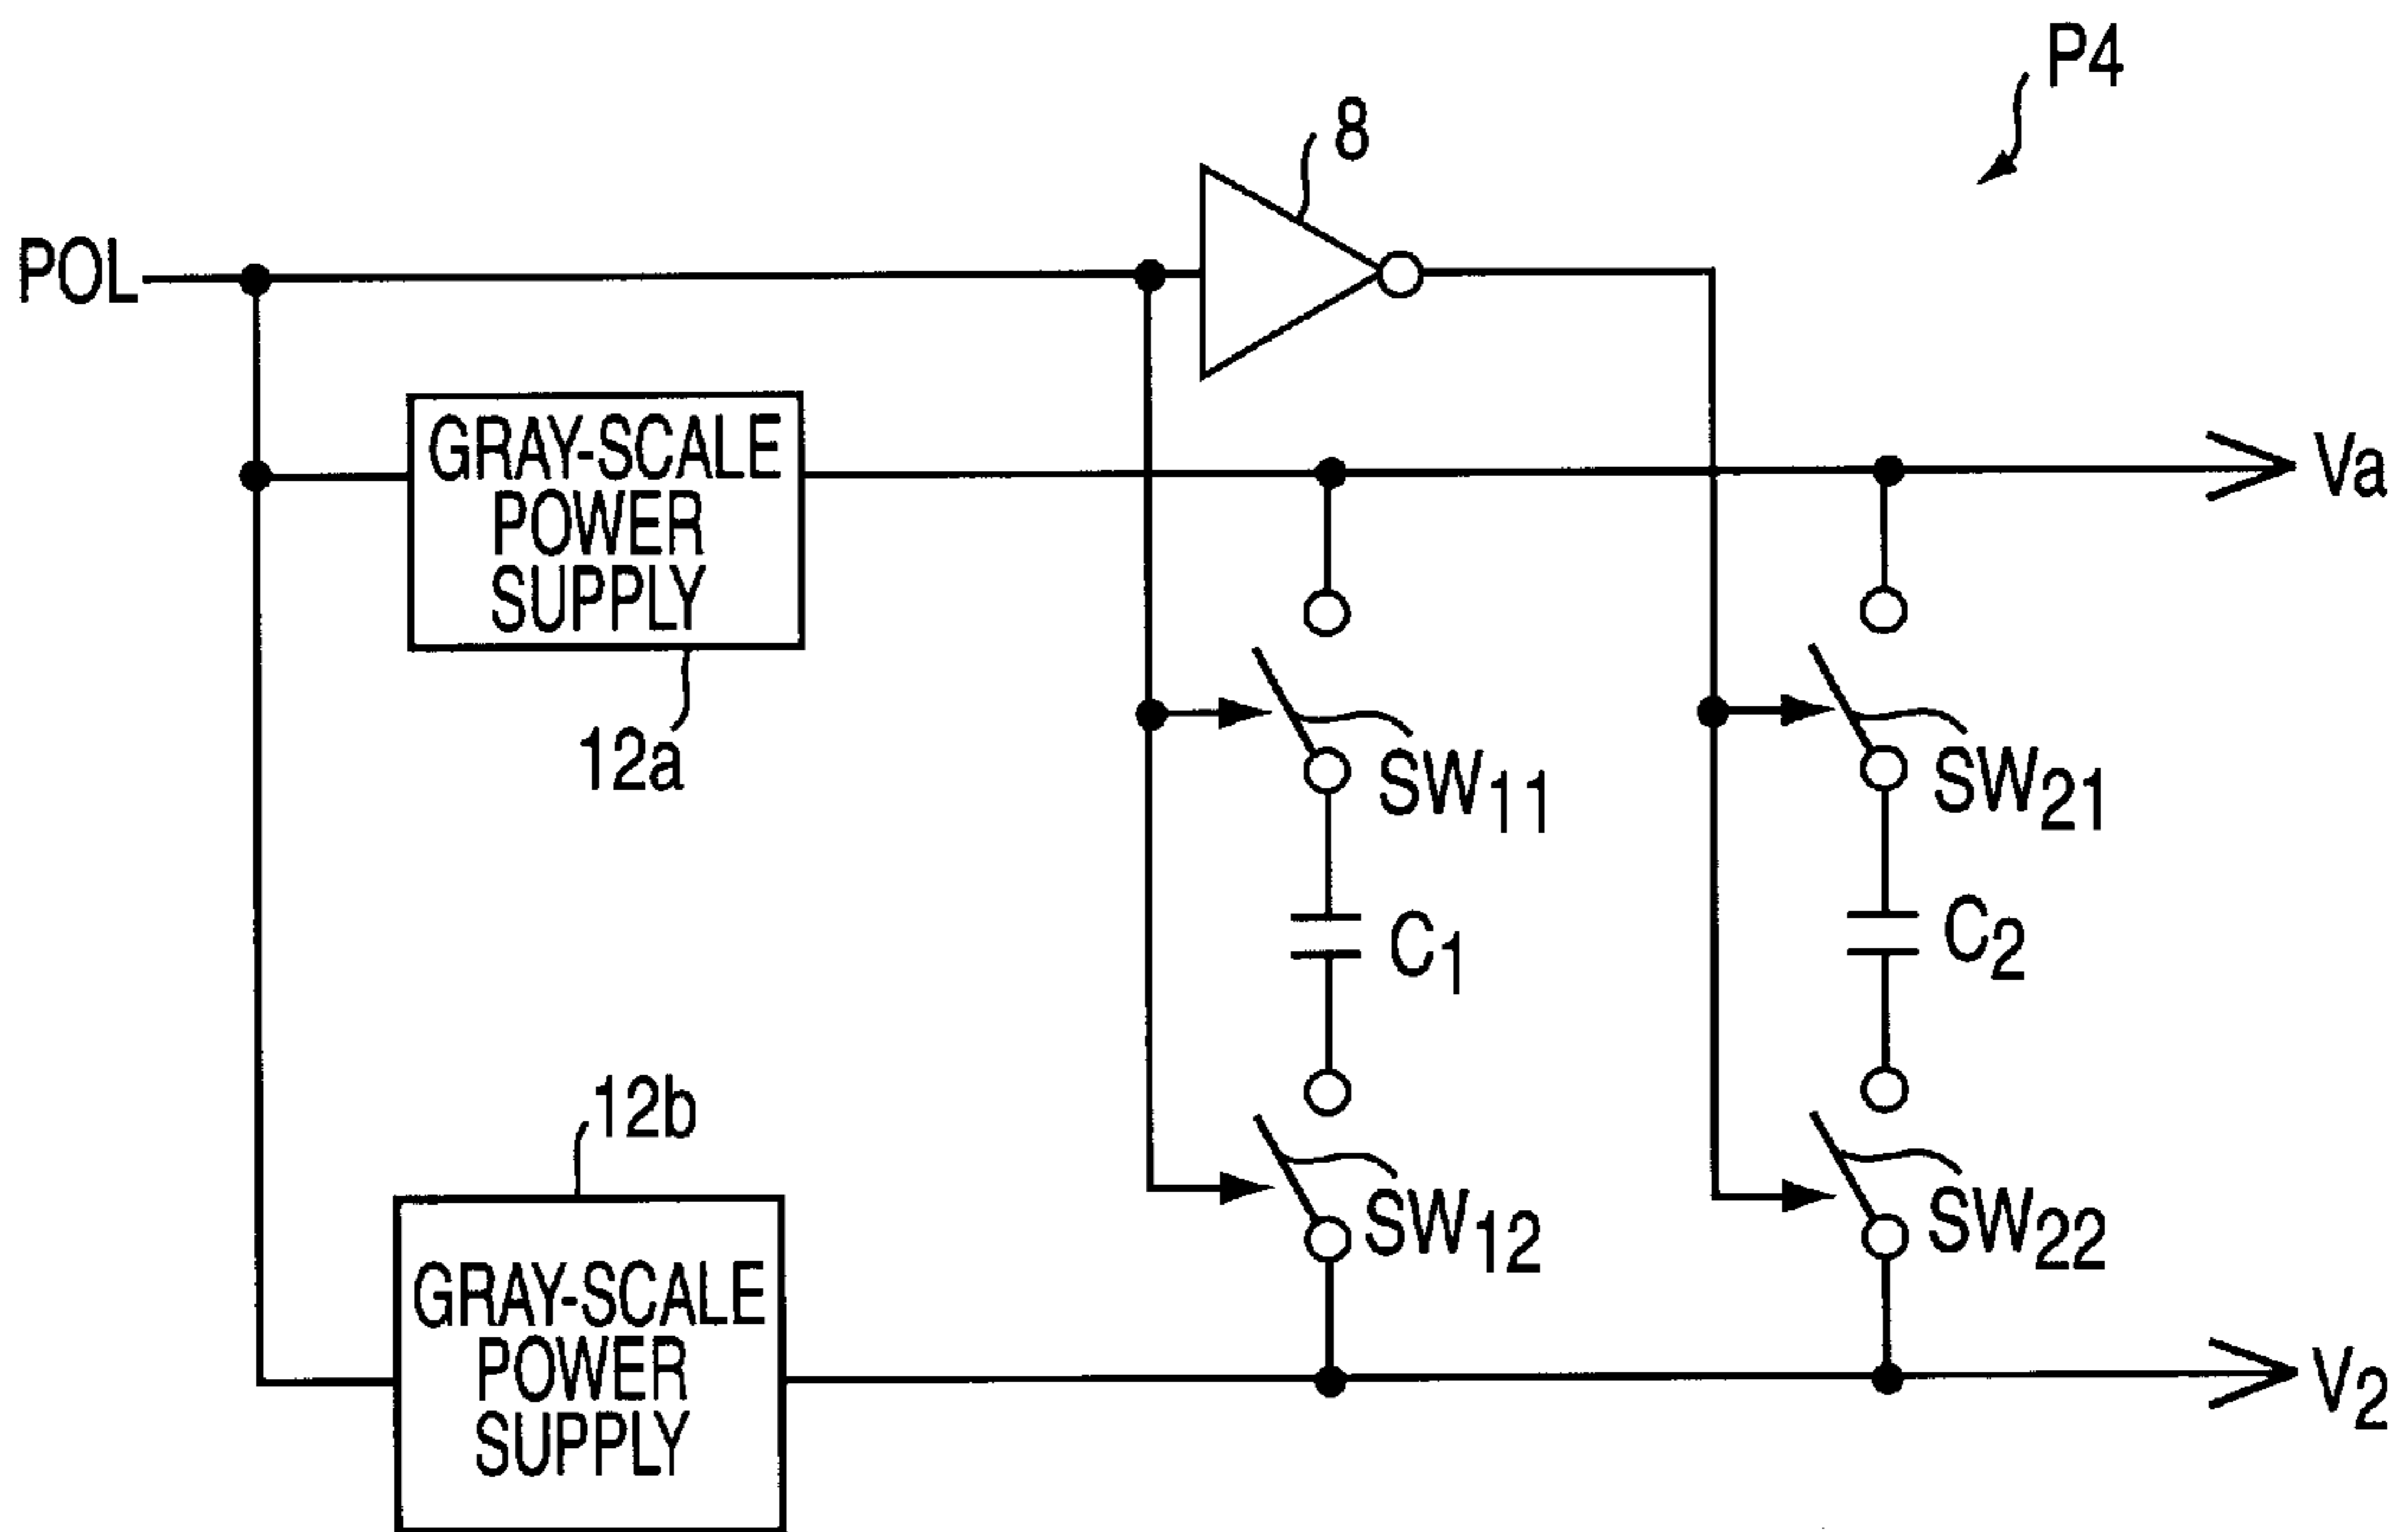 P4
8
POL
GRAY-SCALE
POWER
SUPPLY
Va
12a
SW11
SW21
C1
C2
12b
SW12
SW22
GRAY-SCALE
POWER
SUPPLY
V2